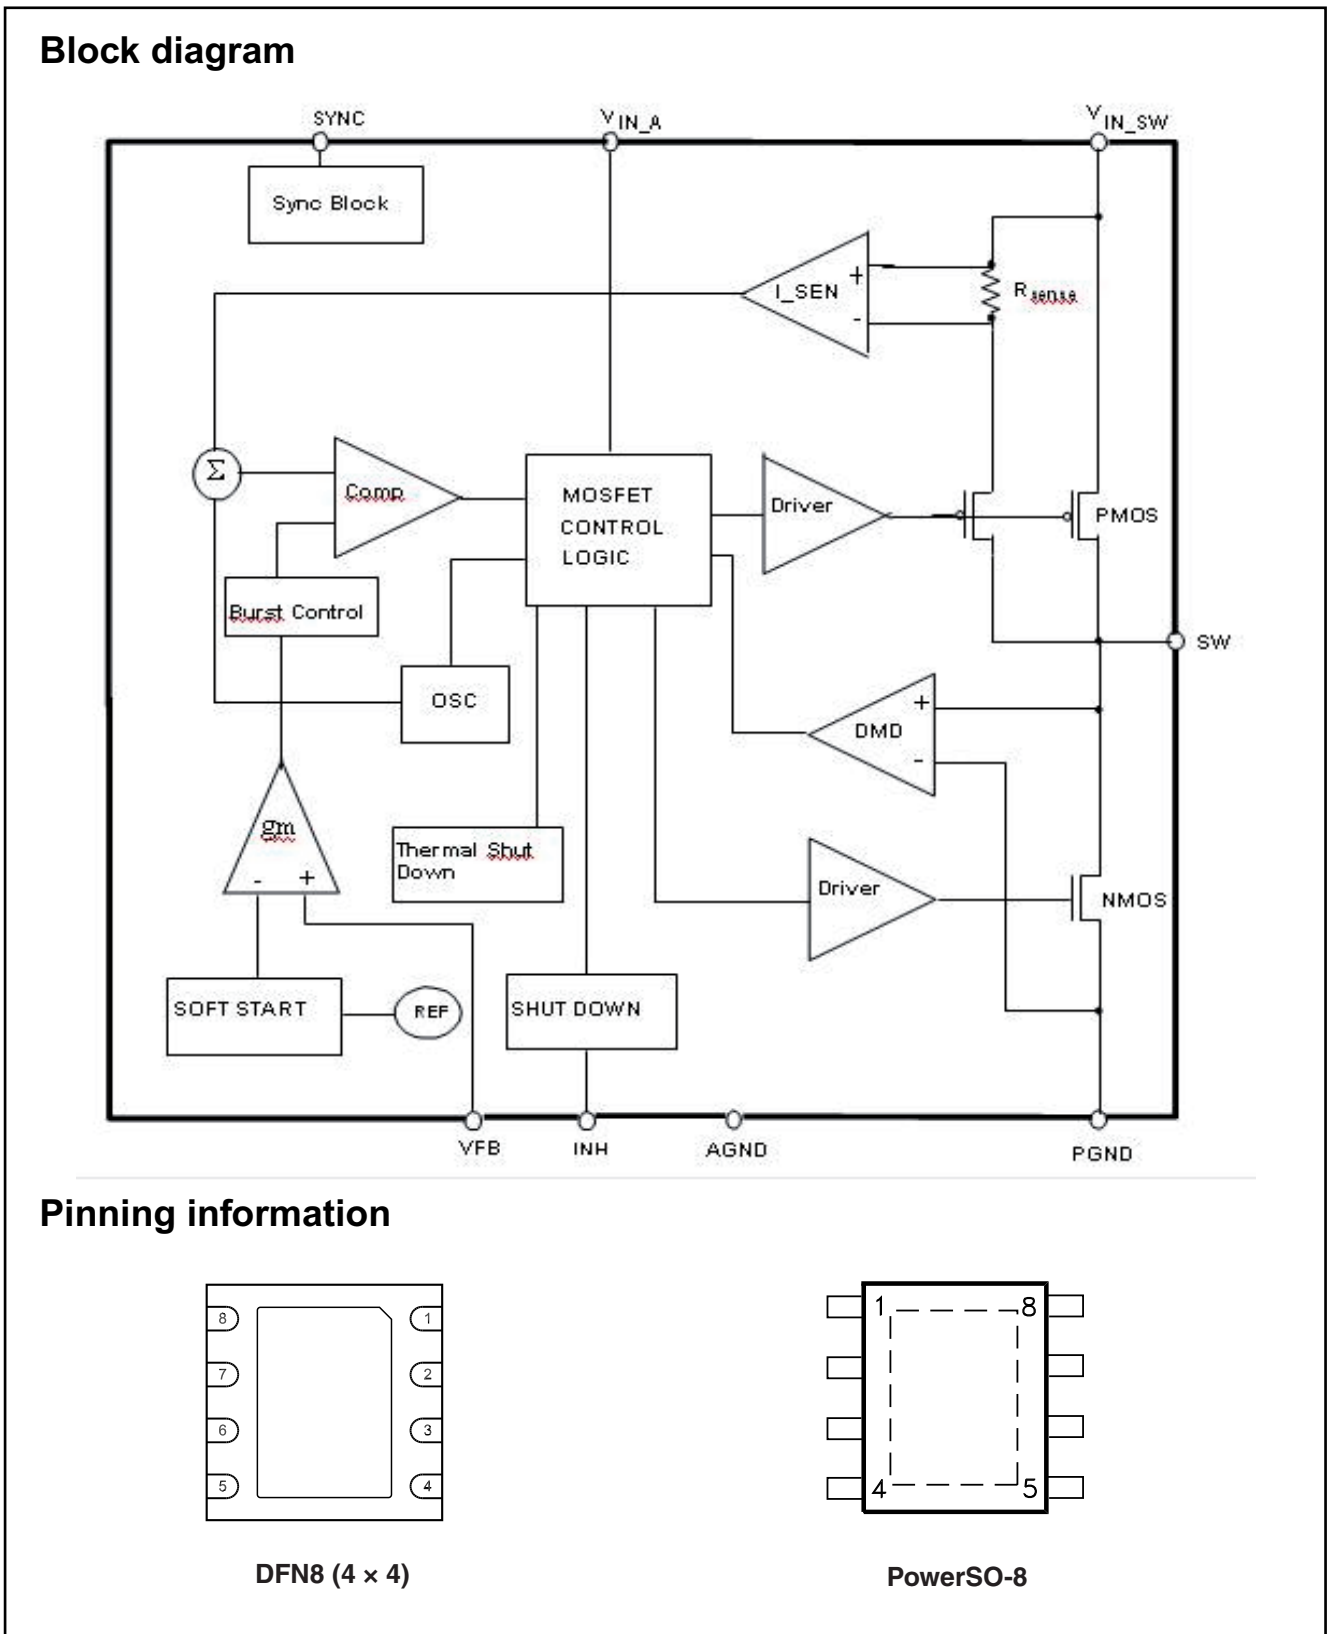 Block diagram
SYNC
VIN_A
VIN_SW
Sync Block
I_SEN
+
-
Rsense
Σ
Comp
MOSFET
CONTROL
LOGIC
Driver
PMOS
Burst Control
SW
OSC
DMD
+
-
gm
-
+
Thermal Shut
Down
Driver
NMOS
SOFT START
REF
SHUT DOWN
VFB
INH
AGND
PGND
Pinning information
8
1
7
2
6
3
5
4
1
8
4
5
DFN8 (4 × 4)
PowerSO-8